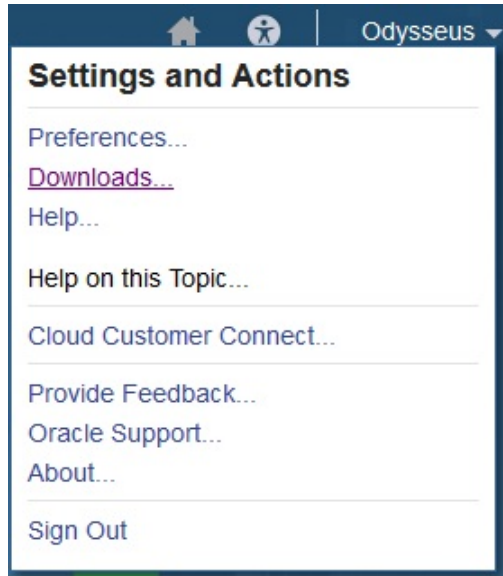 Odysseus
Settings and Actions
Preferences...
Downloads...
Help...
Help on this Topic...
Cloud Customer Connect...
Provide Feedback...
Oracle Support...
About...
Sign Out